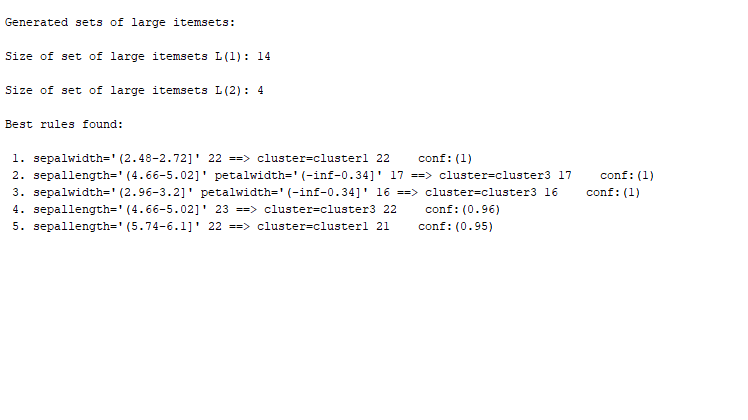 Generated sets of large itemsets:
Size of set of large itemsets L(1): 14
Size of set of large itemsets L(2): 4
Best rules found:
1. sepalwidth='(2.48-2.72]' 22 ==> cluster=cluster1 22    conf:(1)
2. sepallength='(4.66-5.02]' petalwidth='(-inf-0.34]' 17 ==> cluster=cluster3 17    conf:(1)
3. sepalwidth='(2.96-3.2]' petalwidth='(-inf-0.34]' 16 ==> cluster=cluster3 16    conf:(1)
4. sepallength='(4.66-5.02]' 23 ==> cluster=cluster3 22    conf:(0.96)
5. sepallength='(5.74-6.1]' 22 ==> cluster=cluster1 21    conf:(0.95)